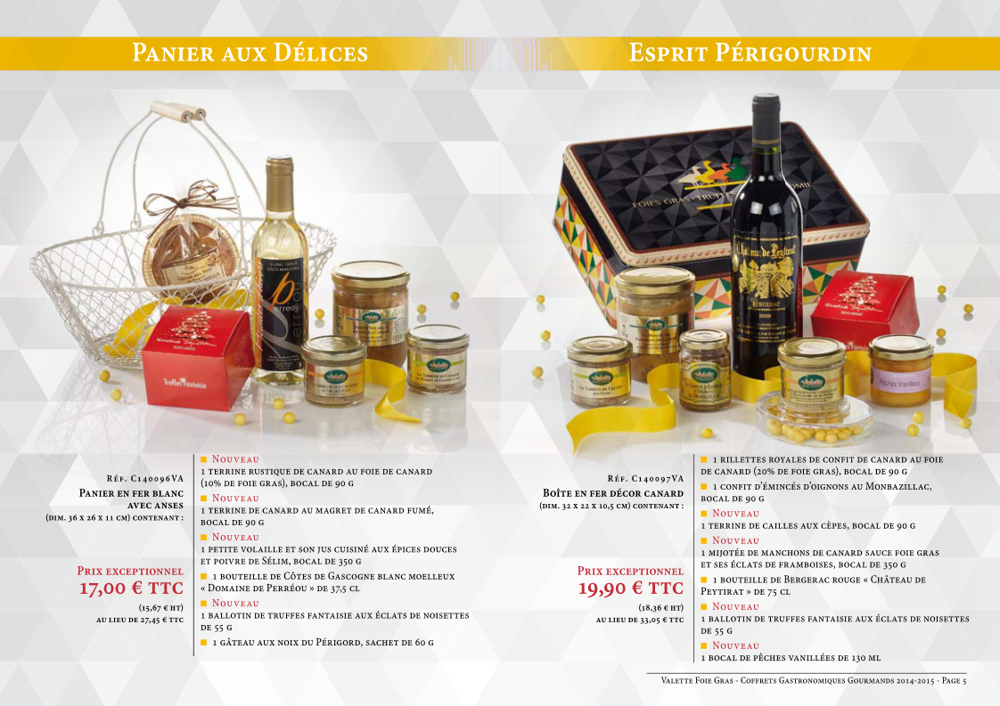 Panier aux Délices
Truffes Fantaisie
Réf. C140096VA
Panier en fer blanc
avec anses
(dim. 36 x 26 x 11 cm) contenant :
Prix exceptionnel
17,00 € TTC
(15,67 € HT)
au lieu de 27,45 € TTC
Nouveau
1 terrine rustique de canard au foie de canard
(10% de foie gras), bocal de 90 g
Nouveau
1 terrine de canard au magret de canard fumé,
bocal de 90 g
Nouveau
1 petite volaille et son jus cuisiné aux épices douces
et poivre de Sélim, bocal de 350 g
1 bouteille de Côtes de Gascogne blanc moelleux
« Domaine de Perréou » de 37,5 cl
Nouveau
1 ballotin de truffes fantaisie aux éclats de noisettes
de 55 g
1 gâteau aux noix du Périgord, sachet de 60 g
Esprit Périgourdin
Château de Peytirat
Bergerac
2009
Valette
Pêches Vanillées
Réf. C140097VA
Boîte en fer décor canard
(dim. 32 x 22 x 10,5 cm) contenant :
Prix exceptionnel
19,90 € TTC
(18,36 € HT)
au lieu de 33,05 € TTC
1 rillettes royales de confit de canard au foie
de canard (20% de foie gras), bocal de 90 g
1 confit d'émincés d'oignons au Monbazillac,
bocal de 90 g
Nouveau
1 terrine de cailles aux cèpes, bocal de 90 g
Nouveau
1 mijotée de manchons de canard sauce foie gras
et ses éclats de framboises, bocal de 350 g
1 bouteille de Bergerac rouge « Château de
Peytirat » de 75 cl
Nouveau
1 ballotin de truffes fantaisie aux éclats de noisettes
de 55 g
Nouveau
1 bocal de pêches vanillées de 130 ml
Valette Foie Gras - Coffrets Gastronomiques Gourmands 2014-2015 - Page 5